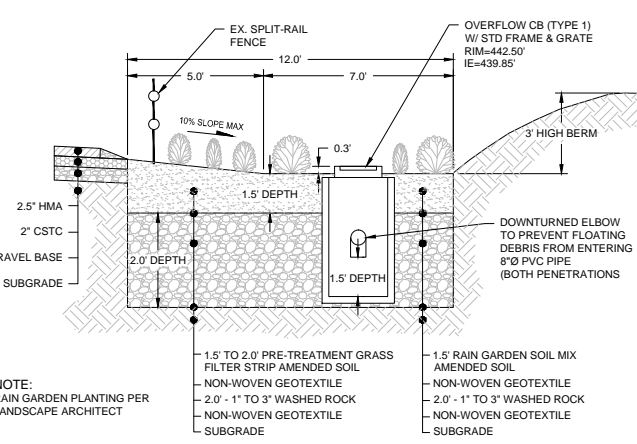 EX. SPLIT-RAIL
FENCE
OVERFLOW CB (TYPE 1)
W/ STD FRAME & GRATE
RIM=442.50'
IE=439.85'
12.0'
5.0'
7.0'
10% SLOPE MAX
0.3'
3' HIGH BERM
1.5' DEPTH
2.5" HMA
2" CSTC
RAVEL BASE
SUBGRADE
2.0' DEPTH
1.5' DEPTH
DOWNTURNED ELBOW
TO PREVENT FLOATING
DEBRIS FROM ENTERING
8"Ø PVC PIPE
(BOTH PENETRATIONS
1.5' TO 2.0' PRE-TREATMENT GRASS
FILTER STRIP AMENDED SOIL
NON-WOVEN GEOTEXTILE
2.0' - 1" TO 3" WASHED ROCK
NON-WOVEN GEOTEXTILE
SUBGRADE
1.5' RAIN GARDEN SOIL MIX
AMENDED SOIL
NON-WOVEN GEOTEXTILE
2.0' - 1" TO 3" WASHED ROCK
NON-WOVEN GEOTEXTILE
SUBGRADE
NOTE:
RAIN GARDEN PLANTING PER
LANDSCAPE ARCHITECT